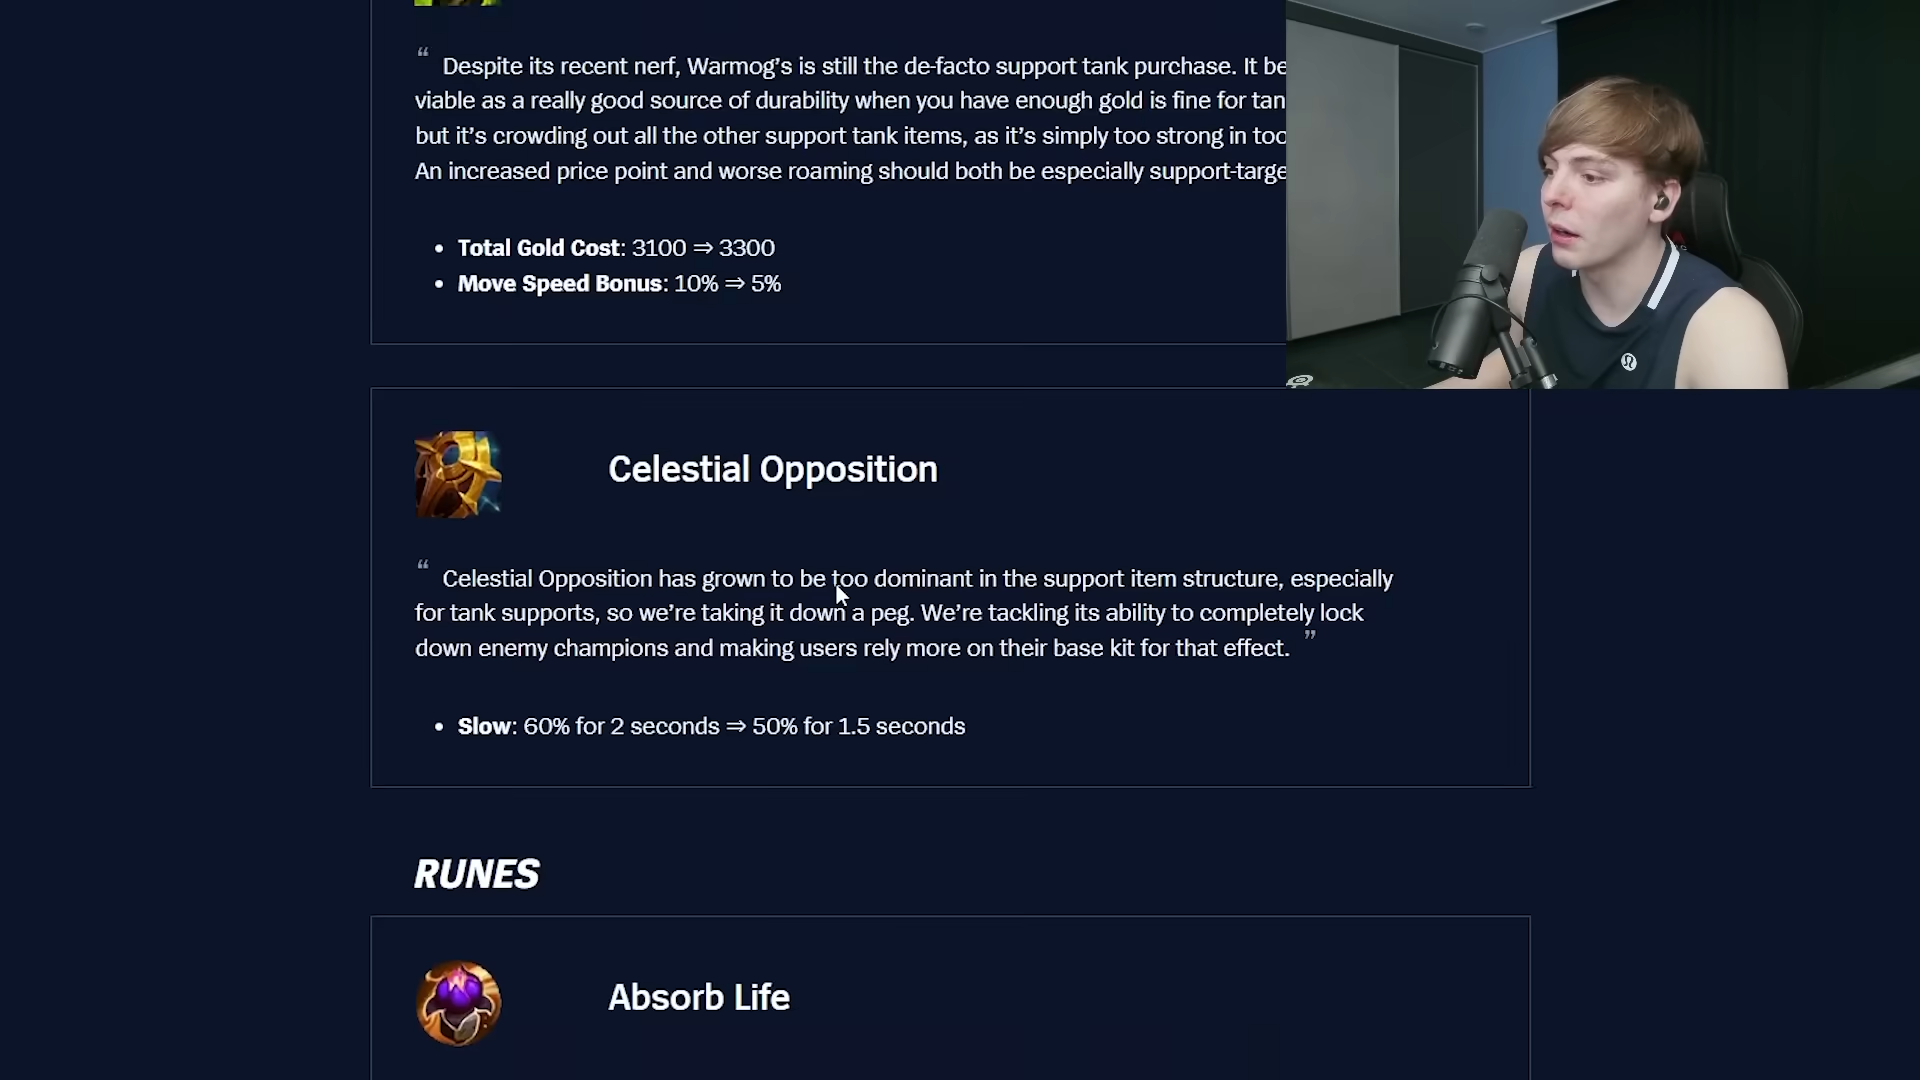 “ Despite its recent nerf, Warmog’s is still the de-facto support tank purchase. It be
viable as a really good source of durability when you have enough gold is fine for tan
but it’s crowding out all the other support tank items, as it’s simply too strong in too
An increased price point and worse roaming should both be especially support-targe
• Total Gold Cost: 3100 ⇒ 3300
• Move Speed Bonus: 10% ⇒ 5%
Celestial Opposition
“ Celestial Opposition has grown to be too dominant in the support item structure, especially
for tank supports, so we’re taking it down a peg. We’re tackling its ability to completely lock
down enemy champions and making users rely more on their base kit for that effect. ”
• Slow: 60% for 2 seconds ⇒ 50% for 1.5 seconds
RUNES
Absorb Life